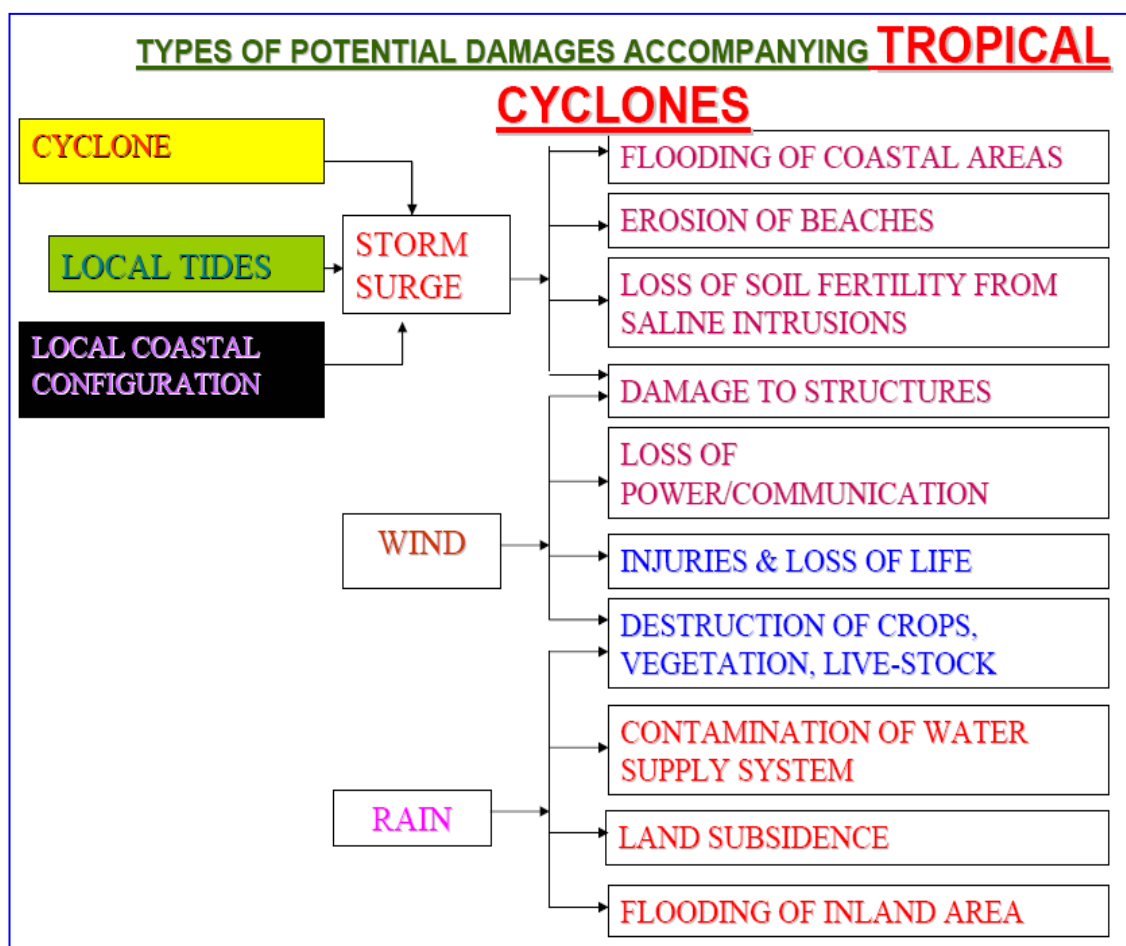 TYPES OF POTENTIAL DAMAGES ACCOMPANYING TROPICAL
CYCLONES
CYCLONE
LOCAL TIDES
LOCAL COASTAL
CONFIGURATION
STORM
SURGE
FLOODING OF COASTAL AREAS
EROSION OF BEACHES
LOSS OF SOIL FERTILITY FROM
SALINE INTRUSIONS
DAMAGE TO STRUCTURES
LOSS OF
POWER/COMMUNICATION
WIND
INJURIES & LOSS OF LIFE
DESTRUCTION OF CROPS,
VEGETATION, LIVE-STOCK
CONTAMINATION OF WATER
SUPPLY SYSTEM
RAIN
LAND SUBSIDENCE
FLOODING OF INLAND AREA